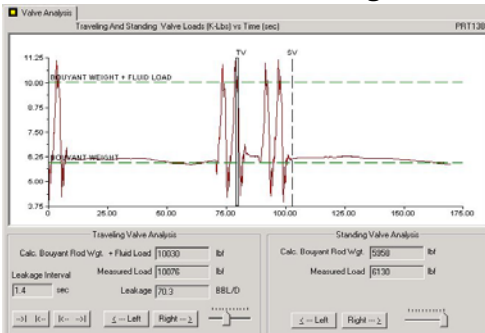 Valve Analysis
Traveling And Standing Valve Loads (K-Lbs) vs Time (sec) PRT138
TV SV
11.25
BOUYANT WEIGHT + FLUID LOAD
10.00
8.75
7.50
BOUYANT WEIGHT
6.25
5.00
3.75
0 25.00 50.00 75.00 100.00 125.00 150.00 175.00
Traveling Valve Analysis
Calc. Bouyant Rod Wgt. + Fluid Load 10030 lbf
Measured Load 10076 lbf
Leakage Interval
1.4 sec
Leakage 70.3 BBL/D
-->| |<-- |<-- -->|
< -- Left Right -- >
Standing Valve Analysis
Calc. Bouyant Rod Wgt. 5958 lbf
Measured Load 6130 lbf
< -- Left Right -- >